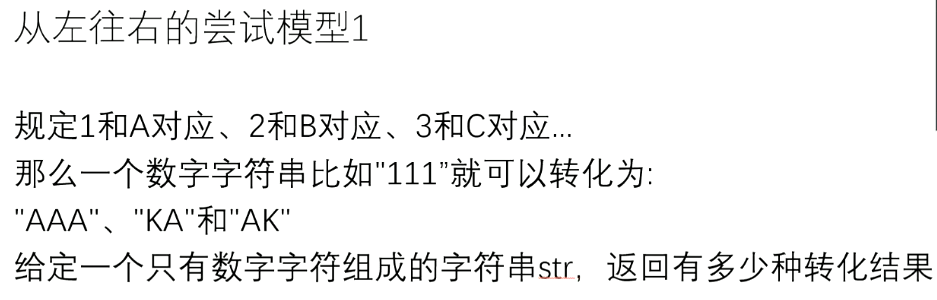 从左往右的尝试模型1
规定1和A对应、2和B对应、3和C对应...
那么一个数字字符串比如"111”就可以转化为:
"AAA"、"KA"和"AK"
给定一个只有数字字符组成的字符串str，返回有多少种转化结果